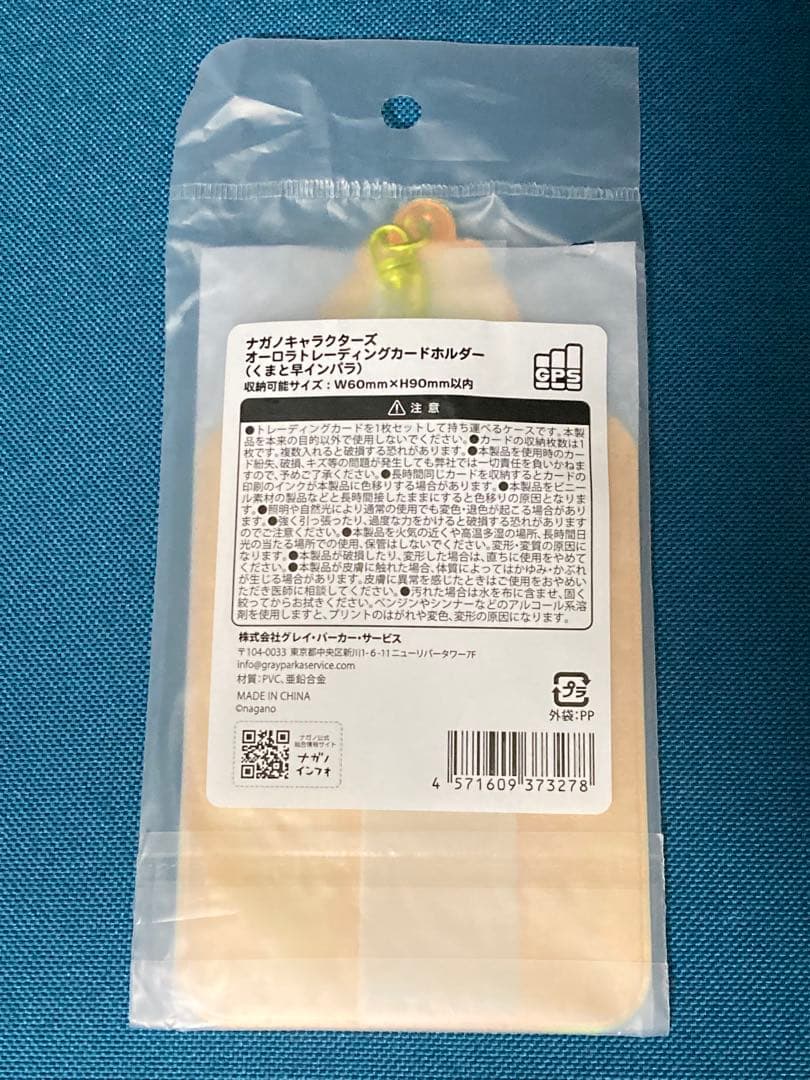 ナガノキャラクターズ
オーロラトレーディングカードホルダー
（くまと早インパラ）
収納可能サイズ：W60mm×H90mm以内
GPS
注意
●トレーディングカードを1枚セットして持ち運べるケースです。本製
品を本来の目的以外で使用しないでください。●カードの収納枚数は1
枚です。複数入れると破損する恐れがあります。●本製品を使用時のカー
ド紛失、破損、キズ等の問題が発生しても弊社では一切責任を負いかねま
すので、予めご了承ください。●長時間同じカードを収納するとカードの
印刷のインクが本製品に色移りする場合があります。●本製品をビニー
ル素材の製品などと長時間接したままにすると色移りの原因となりま
す。●照明や自然光により通常の使用でも変色・退色が起こる場合があり
ます。●強く引っ張ったり、過度な力をかけると破損する恐れがあります
のでご注意ください。●本製品を火気の近くや高温多湿の場所、長時間日
光の当たる場所での使用、保管はしないでください。変形・変質の原因に
なります。●本製品が破損したり、変形した場合は、直ちに使用をやめて
ください。●本製品が皮膚に触れた場合、体質によってはかゆみ・かぶれ
が生じる場合があります。皮膚に異常を感じたときはご使用をおやめい
ただき医師に相談してください。●汚れた場合は水を布に含ませ、固く
絞ってからお拭きください。ベンジンやシンナーなどのアルコール系溶
剤を使用しますと、プリントのはがれや変色、変形の原因になります。
株式会社グレイ・パーカー・サービス
〒104-0033 東京都中央区新川1-6-11ニューリバータワー7F
info@grayparkaservice.com
材質：PVC、亜鉛合金
MADE IN CHINA
©nagano
プラ
外袋：PP
ナガノ公式
総合情報サイト
ナガノ
インフォ
4 571609 373278